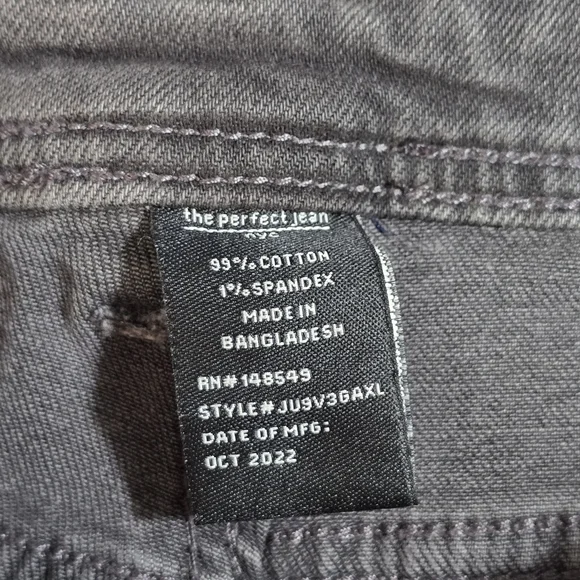 the perfect jean
nyc
99% COTTON
1% SPANDEX
MADE IN
BANGLADESH
RN# 148549
STYLE# JU9V3GAXL
DATE OF MFG:
OCT 2022